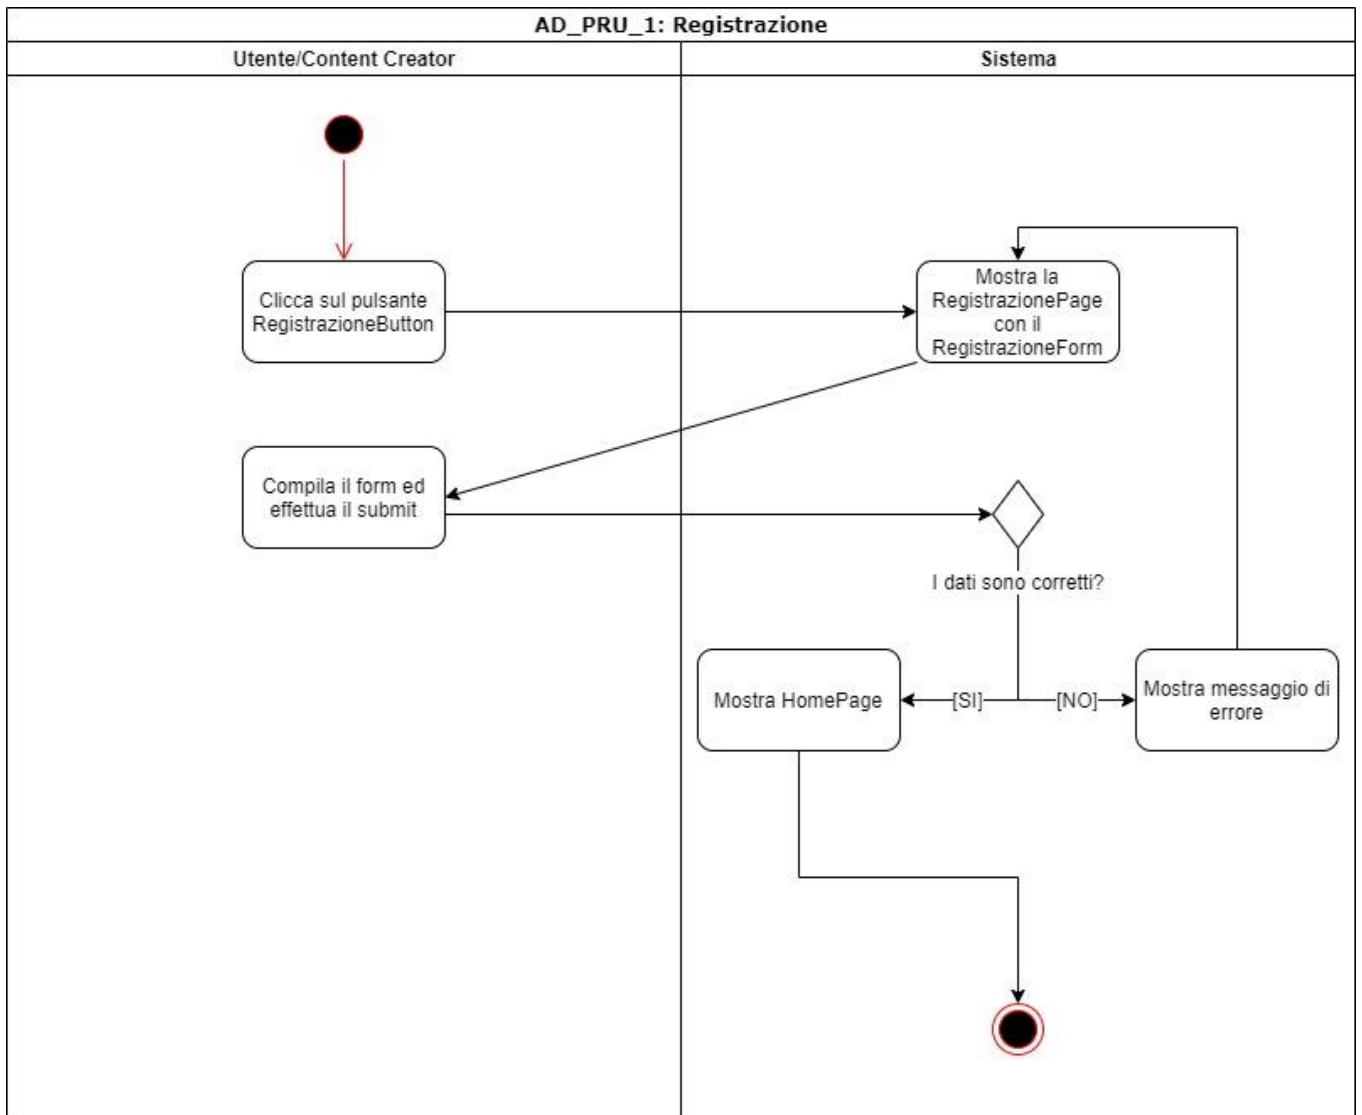 AD_PRU_1: Registrazione
Utente/Content Creator
Sistema
Clicca sul pulsante
RegistrazioneButton
Mostra la
RegistrazionePage
con il
RegistrazioneForm
Compila il form ed
effettua il submit
I dati sono corretti?
Mostra HomePage
[SI]
[NO]
Mostra messaggio di
errore